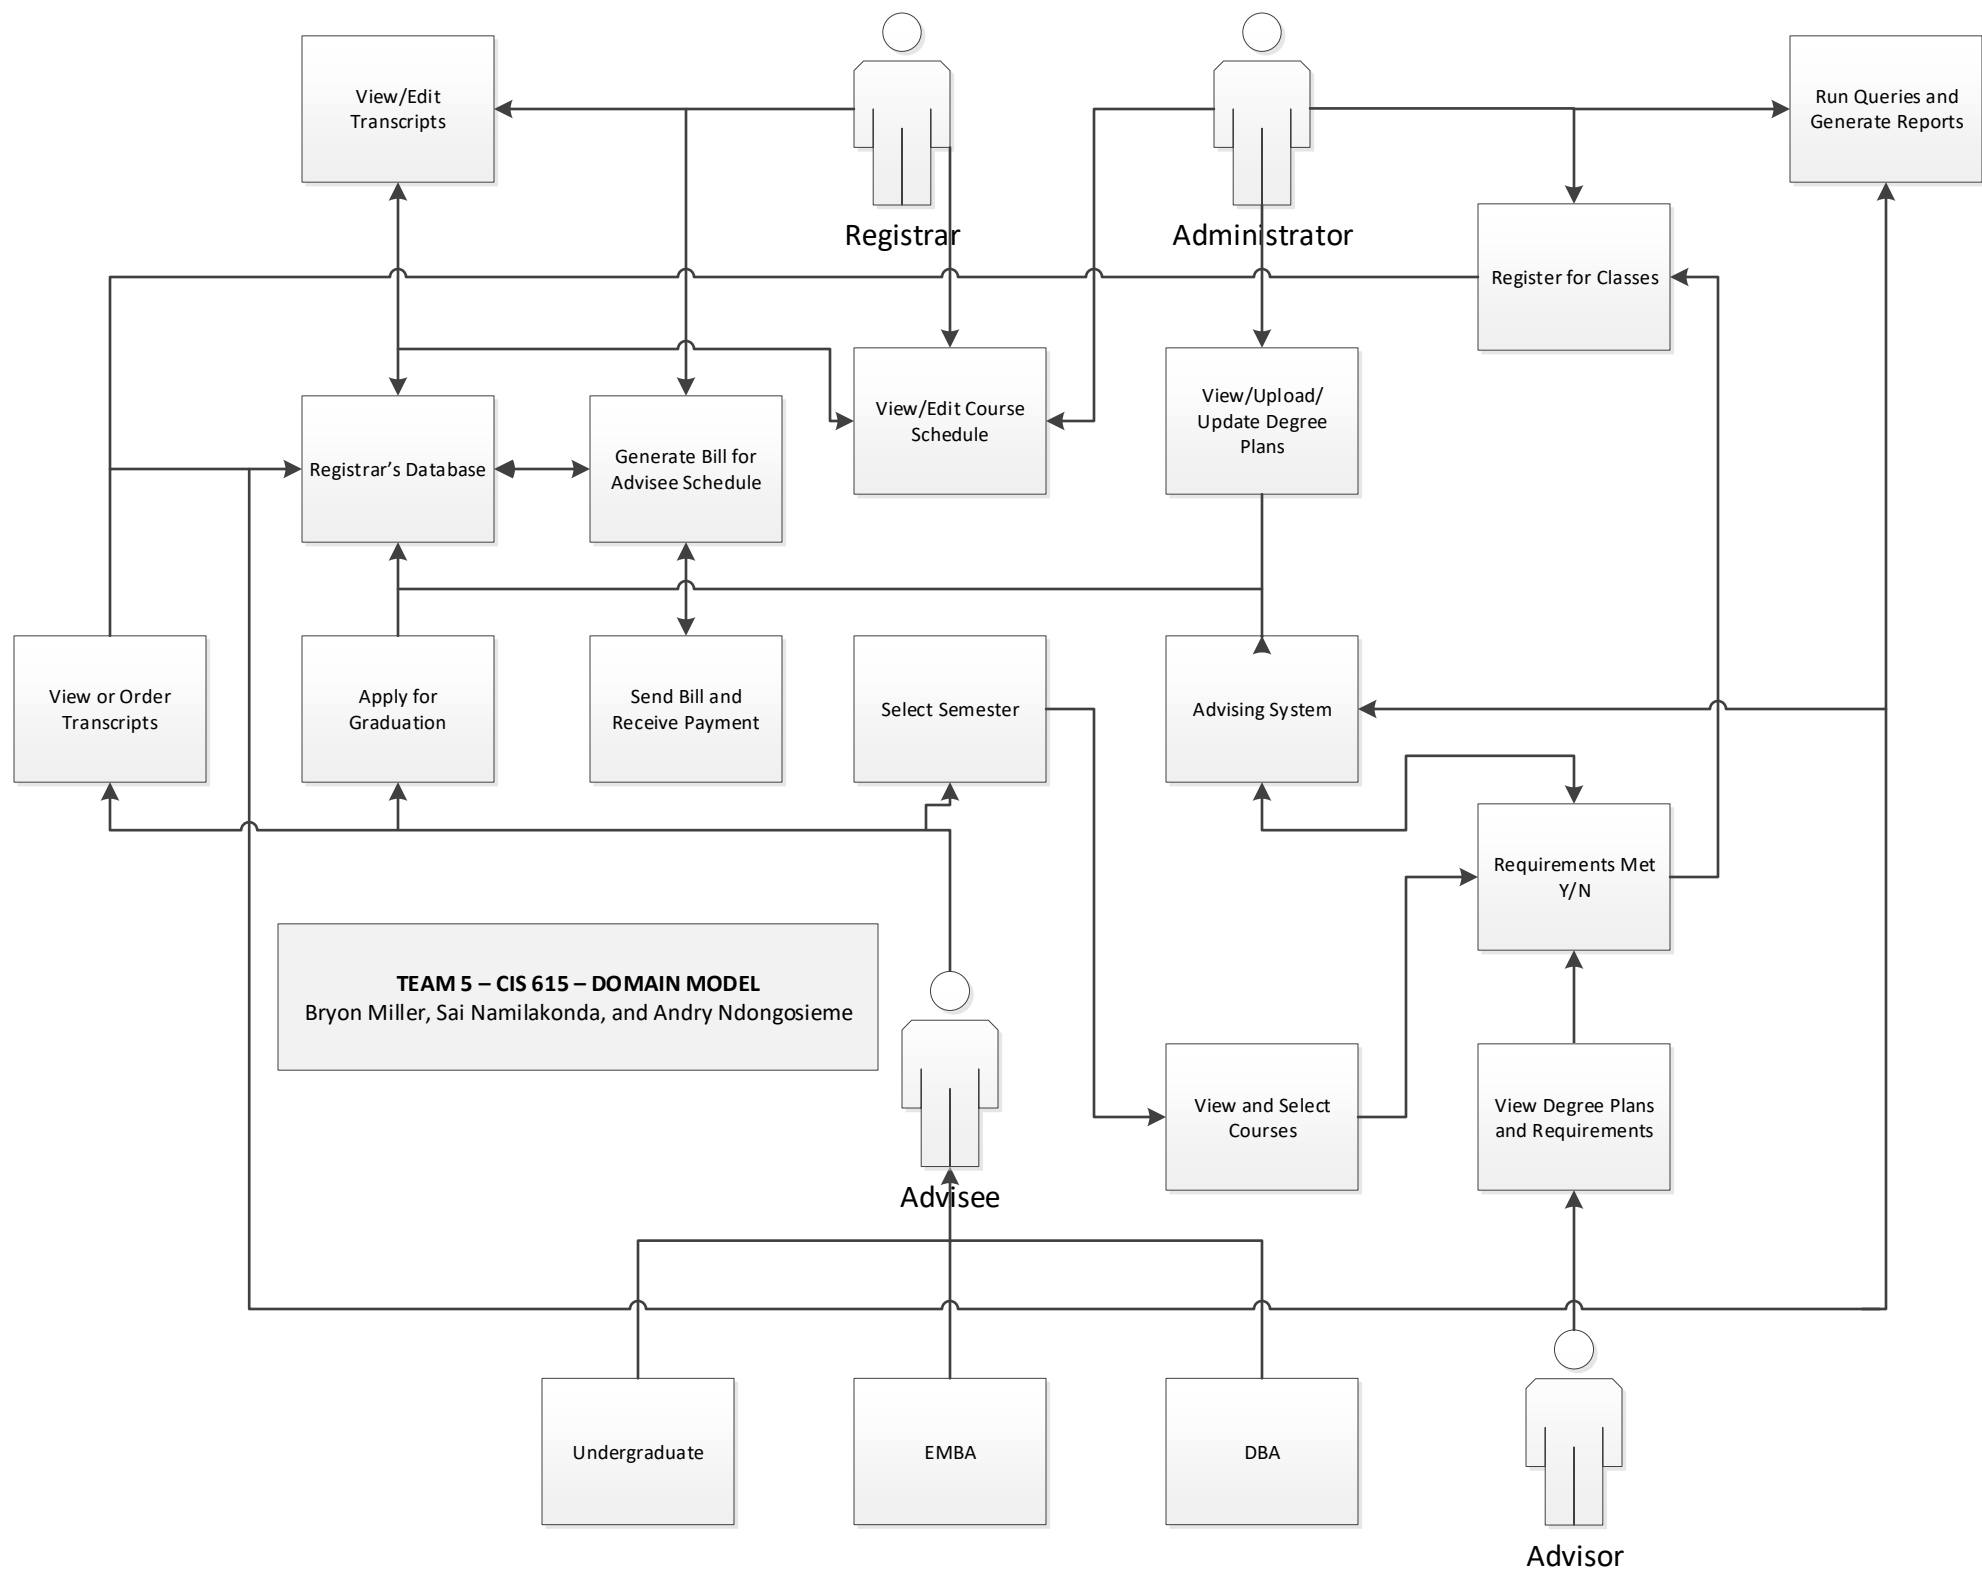 View/Edit
Transcripts
Run Queries and
Generate Reports
Registrar
Administrator
Register for Classes
View/Edit Course
Schedule
View/Upload/
Update Degree
Plans
Registrar’s Database
Generate Bill for
Advisee Schedule
View or Order
Transcripts
Apply for
Graduation
Send Bill and
Receive Payment
Select Semester
Advising System
Requirements Met
Y/N
TEAM 5 – CIS 615 – DOMAIN MODEL
Bryon Miller, Sai Namilakonda, and Andry Ndongosieme
View and Select
Courses
View Degree Plans
and Requirements
Advisee
Undergraduate
EMBA
DBA
Advisor